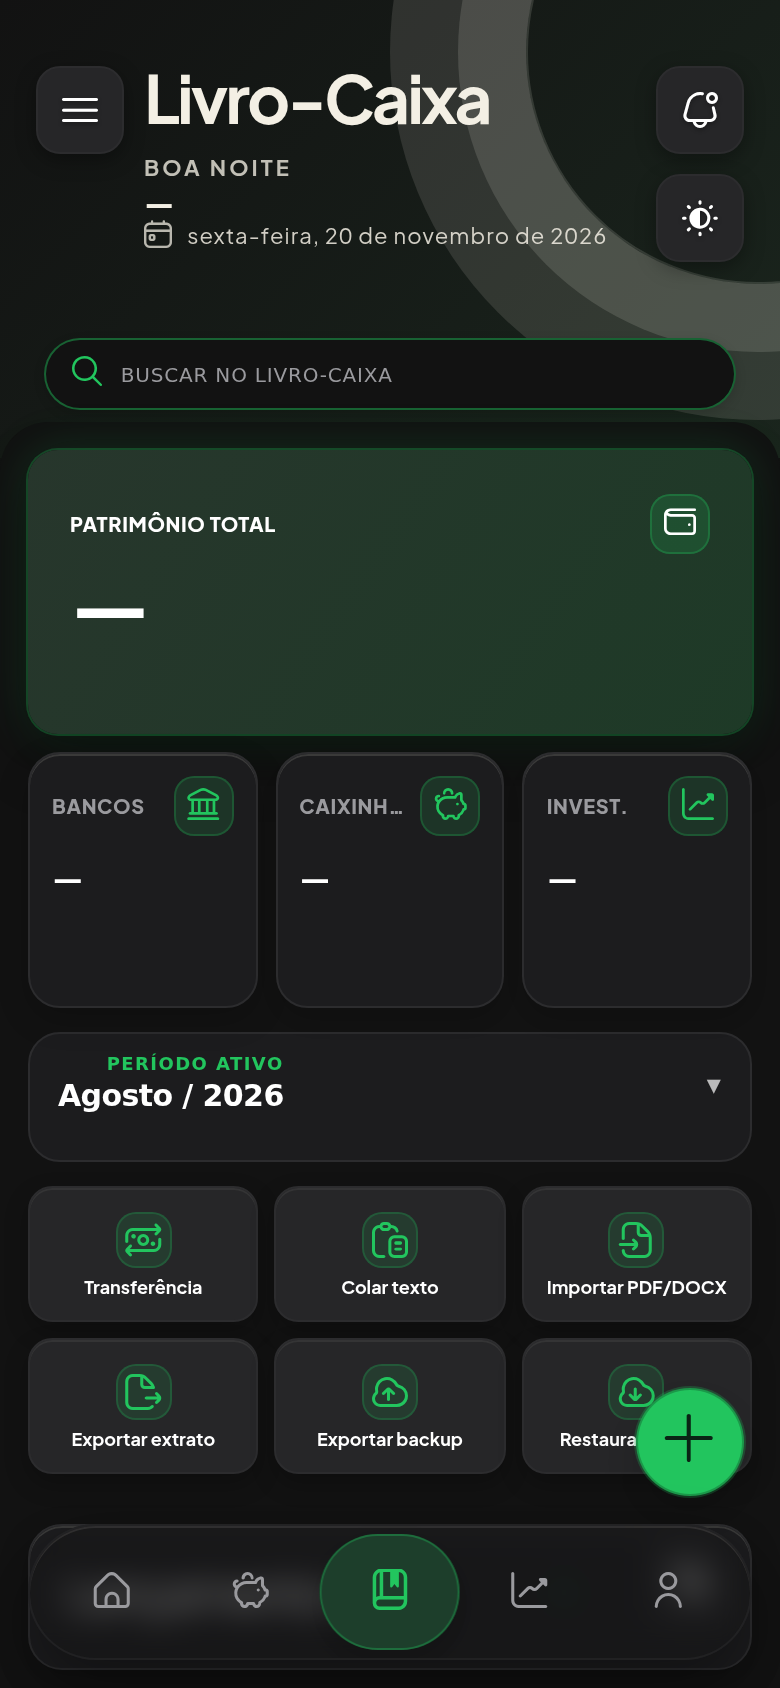 Livro-Caixa
BOA NOITE
—
sexta-feira, 20 de novembro de 2026
BUSCAR NO LIVRO-CAIXA
PATRIMÔNIO TOTAL
—
BANCOS
CAIXINH…
INVEST.
—
—
—
PERÍODO ATIVO
Agosto / 2026
▼
Transferência
Colar texto
Importar PDF/DOCX
Exportar extrato
Exportar backup